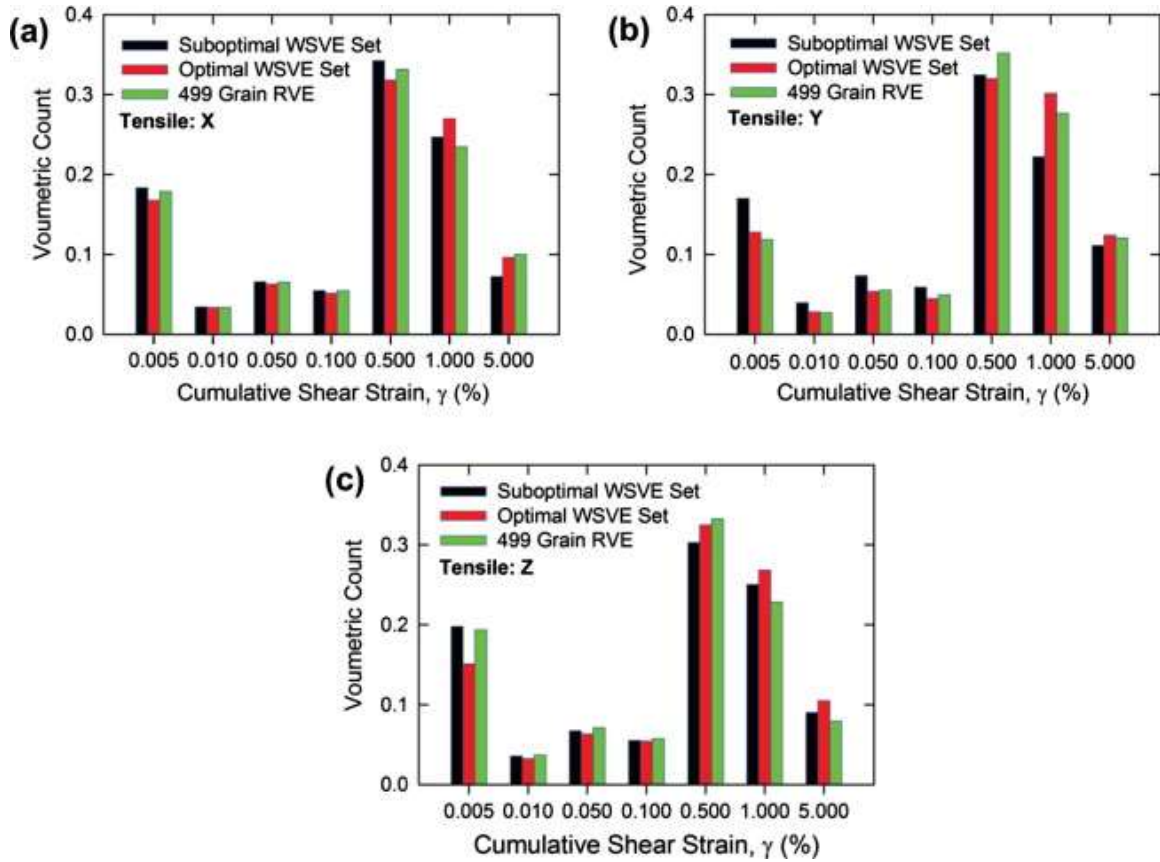 (a)
0.4
0.3
0.2
0.1
0.0
Voumetric Count
Suboptimal WSVE Set
Optimal WSVE Set
499 Grain RVE
Tensile: X
0.005 0.010 0.050 0.100 0.500 1.000 5.000
Cumulative Shear Strain, γ (%)
(b)
0.4
0.3
0.2
0.1
0.0
Voumetric Count
Suboptimal WSVE Set
Optimal WSVE Set
499 Grain RVE
Tensile: Y
0.005 0.010 0.050 0.100 0.500 1.000 5.000
Cumulative Shear Strain, γ (%)
(c)
0.4
0.3
0.2
0.1
0.0
Voumetric Count
Suboptimal WSVE Set
Optimal WSVE Set
499 Grain RVE
Tensile: Z
0.005 0.010 0.050 0.100 0.500 1.000 5.000
Cumulative Shear Strain, γ (%)